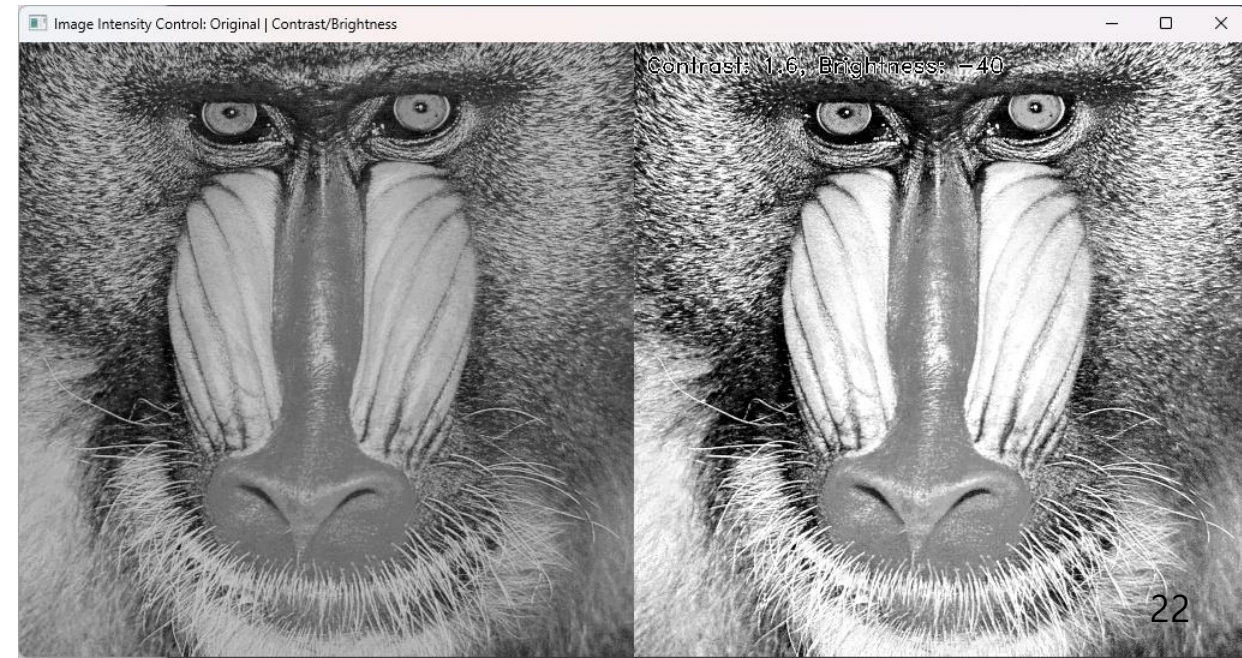 Image Intensity Control: Original | Contrast/Brightness
Contrast: 1.6, Brightness: -40
22